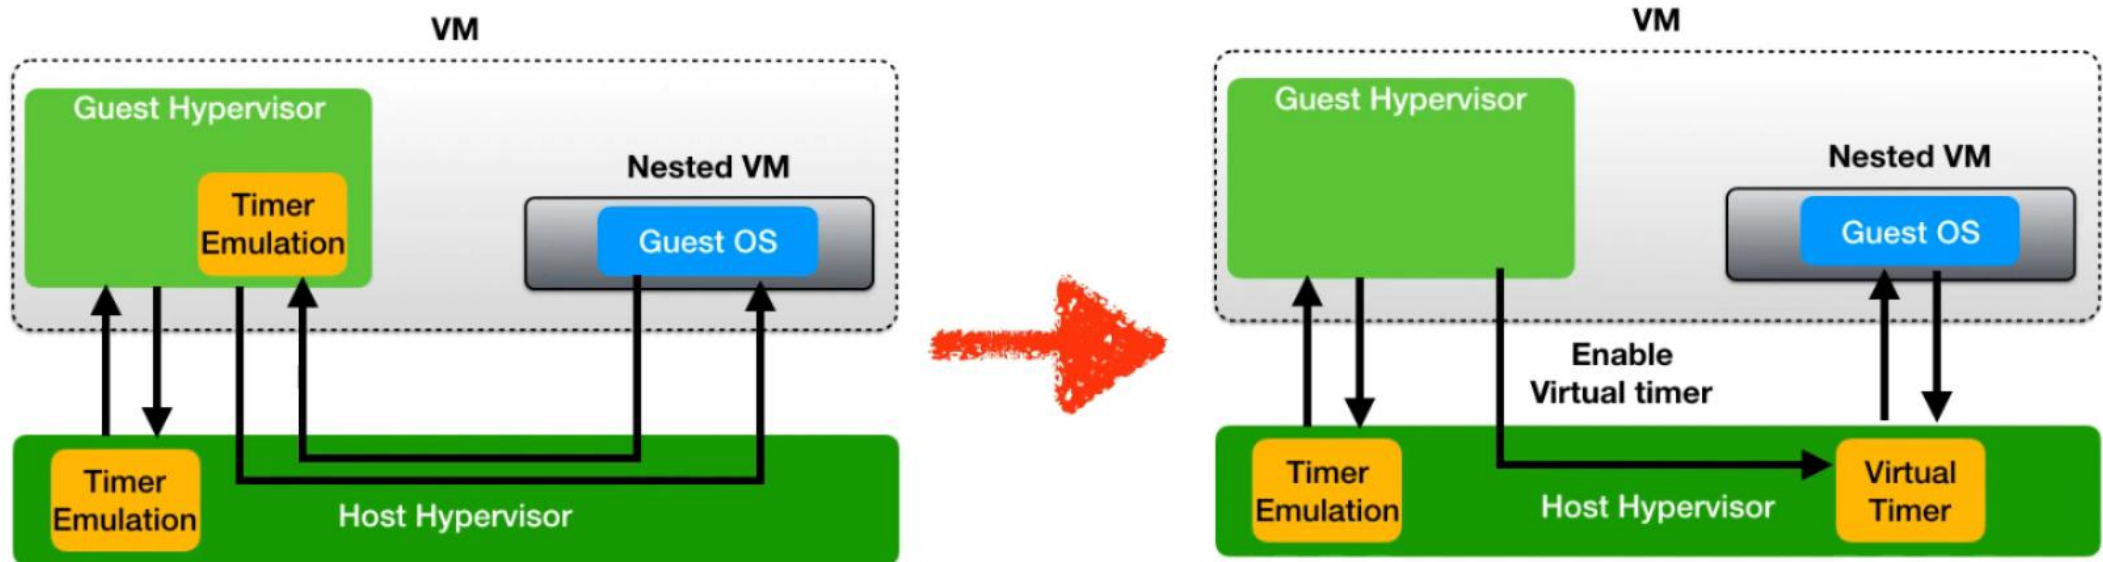 VM
Guest Hypervisor
Timer
Emulation
Nested VM
Guest OS
Timer
Emulation
Host Hypervisor
VM
Guest Hypervisor
Nested VM
Guest OS
Enable
Virtual timer
Timer
Emulation
Host Hypervisor
Virtual
Timer